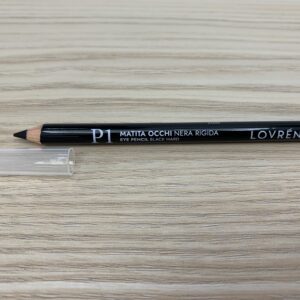 P1
MATITA OCCHI NERA RIGIDA
EYE PENCIL BLACK HARD
LOVRÉN